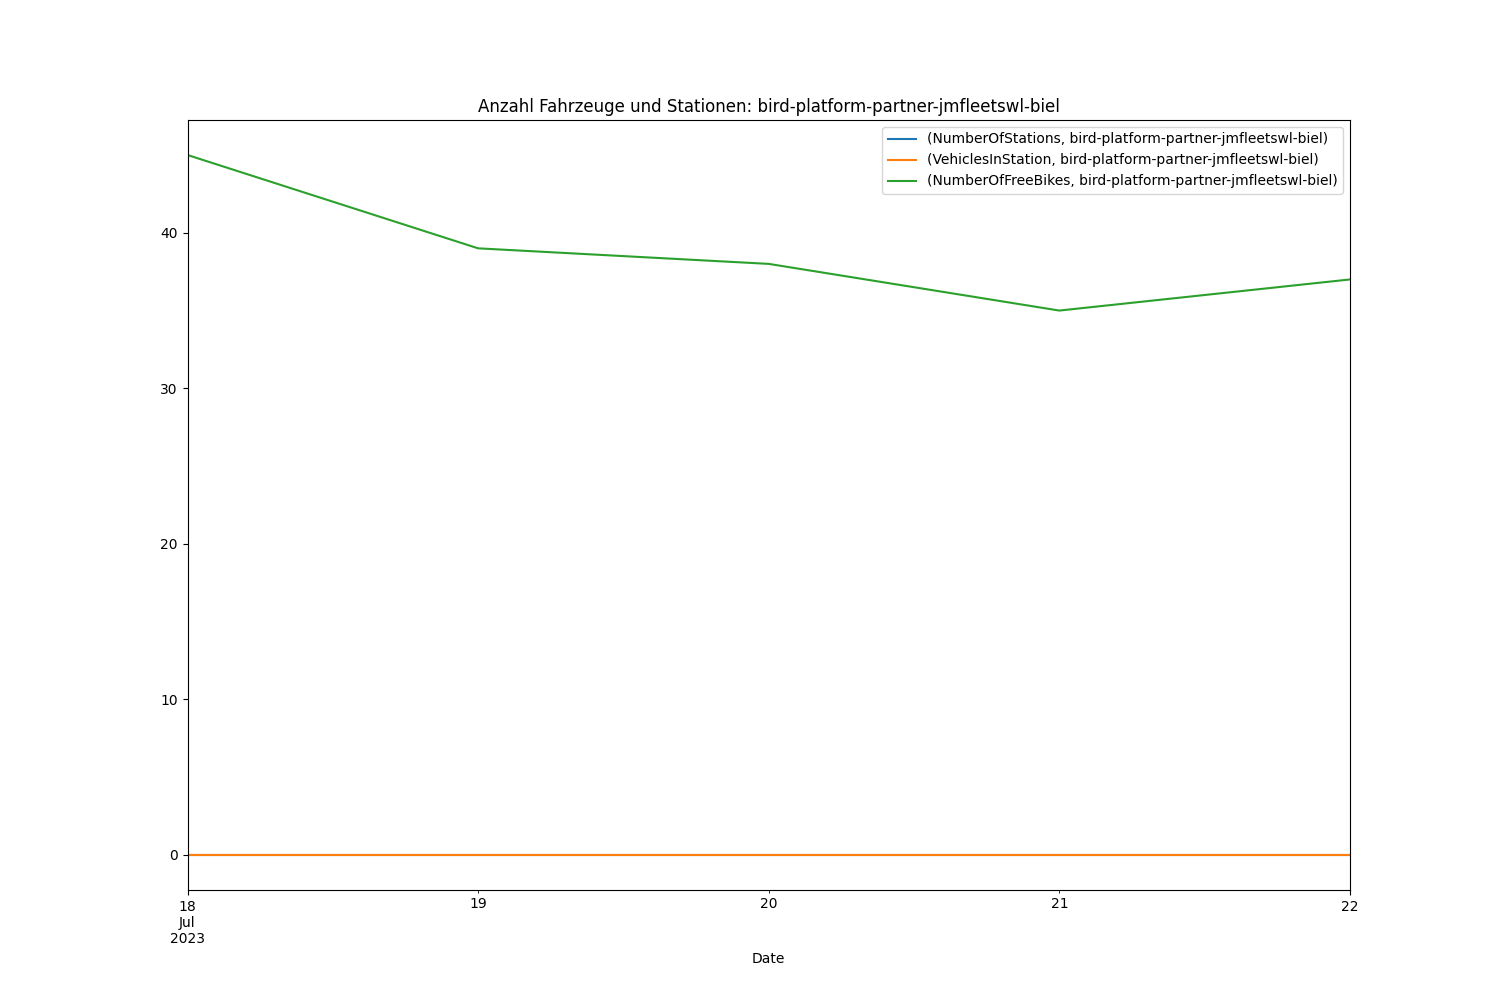 Anzahl Fahrzeuge und Stationen: bird-platform-partner-jmfleetswl-biel
(NumberOfStations, bird-platform-partner-jmfleetswl-biel)
(VehiclesInStation, bird-platform-partner-jmfleetswl-biel)
(NumberOfFreeBikes, bird-platform-partner-jmfleetswl-biel)
40
30
20
10
0
18 19 20 21 22
Jul
2023
Date